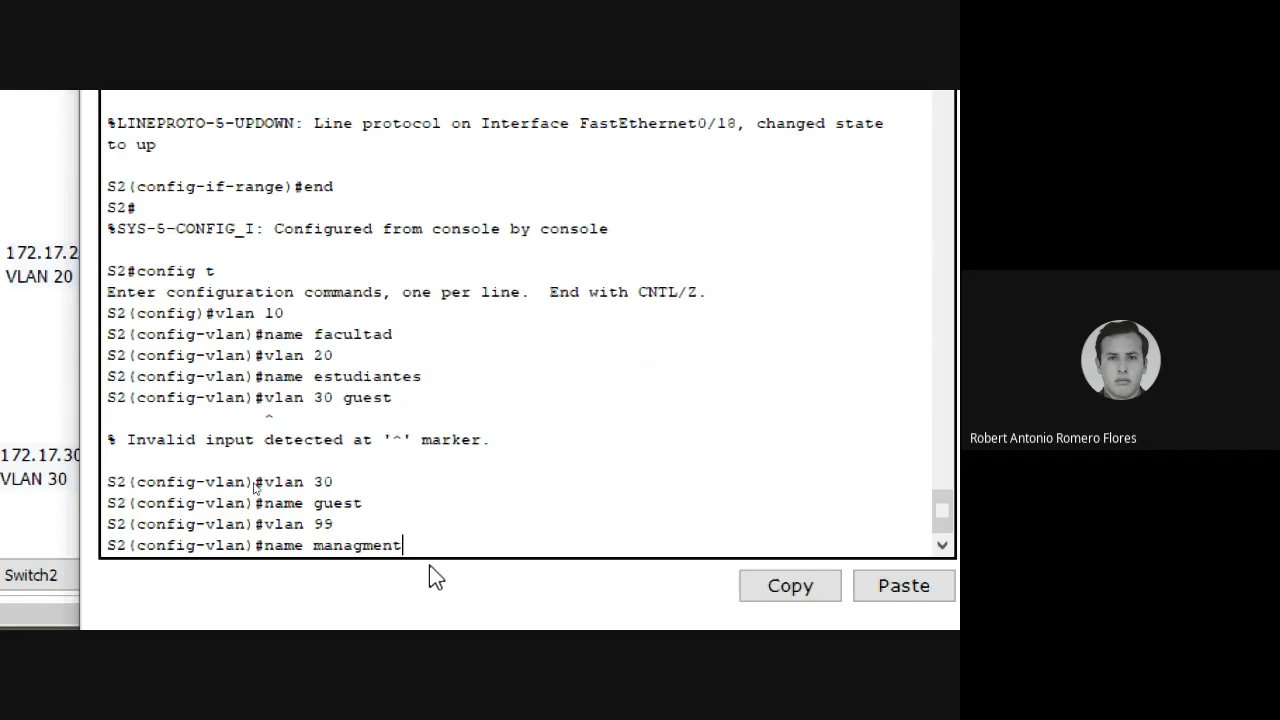 %LINEPROTO-5-UPDOWN: Line protocol on Interface FastEthernet0/18, changed state
to up
S2(config-if-range)#end
S2#
%SYS-5-CONFIG_I: Configured from console by console
S2#config t
Enter configuration commands, one per line.  End with CNTL/Z.
S2(config)#vlan 10
S2(config-vlan)#name facultad
S2(config-vlan)#vlan 20
S2(config-vlan)#name estudiantes
S2(config-vlan)#vlan 30 guest
^
% Invalid input detected at '^' marker.
S2(config-vlan)#vlan 30
S2(config-vlan)#name guest
S2(config-vlan)#vlan 99
S2(config-vlan)#name managment
172.17.2
VLAN 20
172.17.30
VLAN 30
Switch2
Copy
Paste
Robert Antonio Romero Flores